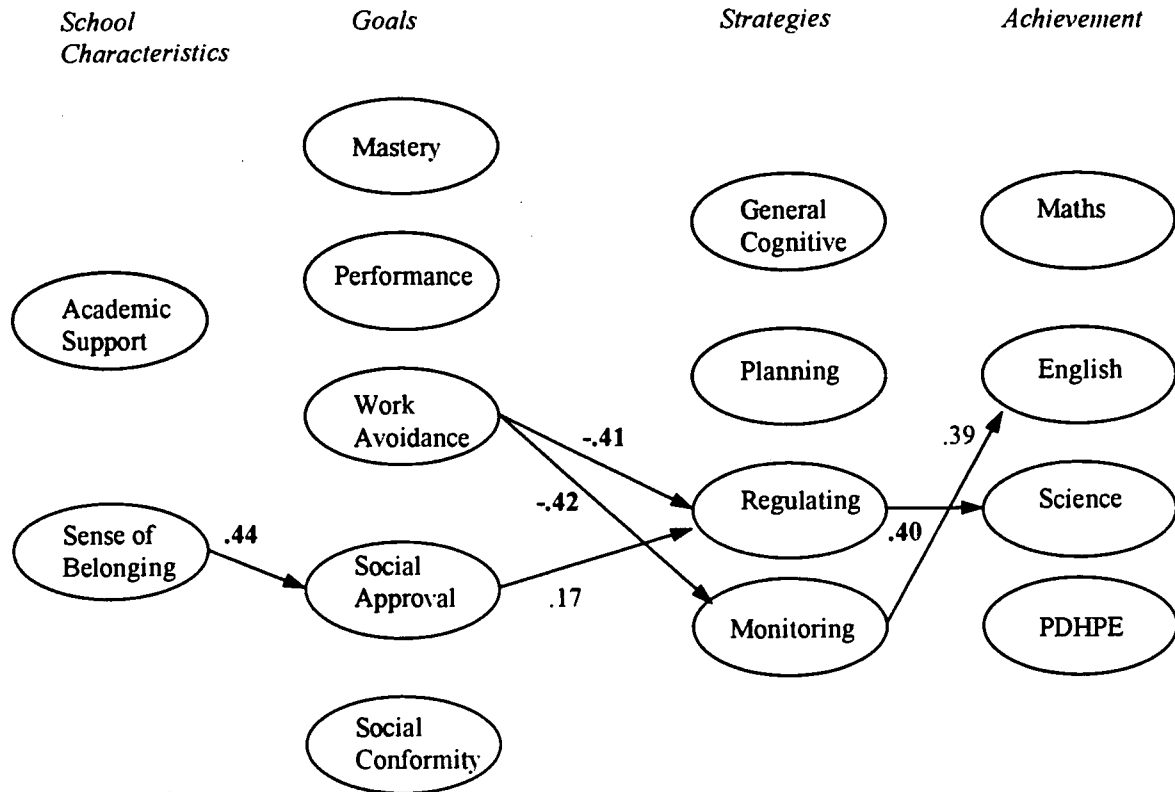 School
Characteristics
Goals
Strategies
Achievement
Mastery
General
Cognitive
Maths
Performance
Academic
Support
Planning
English
Work
Avoidance
-.41
.39
-.42
Regulating
.40
Science
Sense of
Belonging
.44
Social
Approval
.17
Monitoring
PDHPE
Social
Conformity